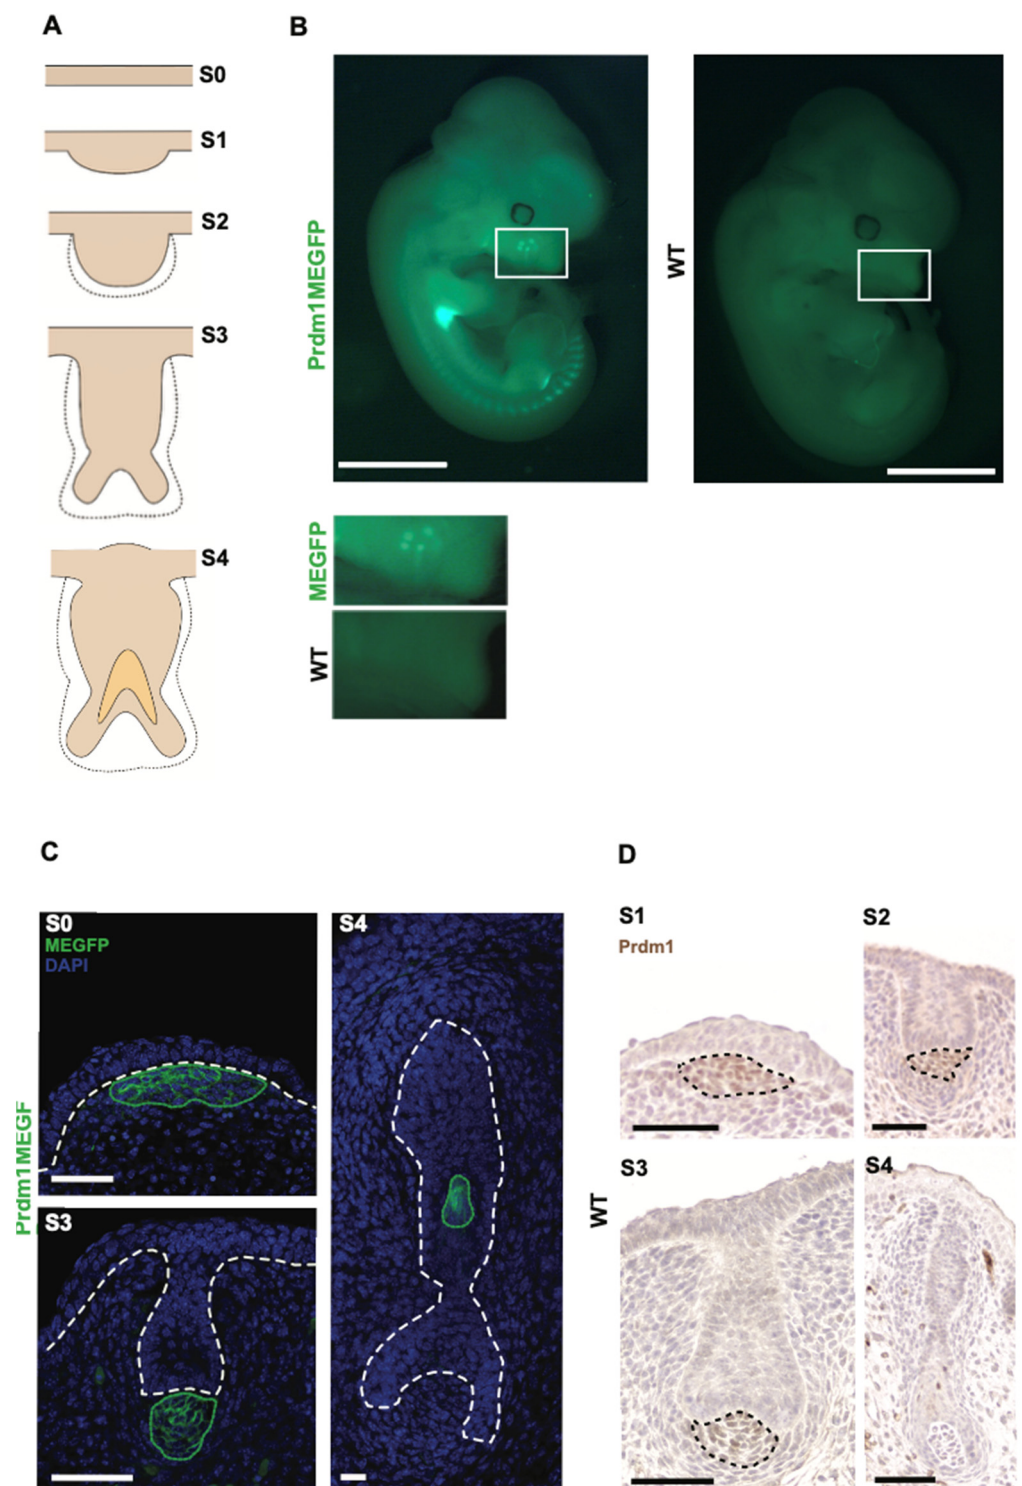 A
S0
S1
S2
S3
S4
B
Prdm1MEGFP
WT
MEGFP
WT
C
S0
MEGFP
DAPI
S4
Prdm1MEGF
S3
D
S1
Prdm1
S2
WT
S3
S4